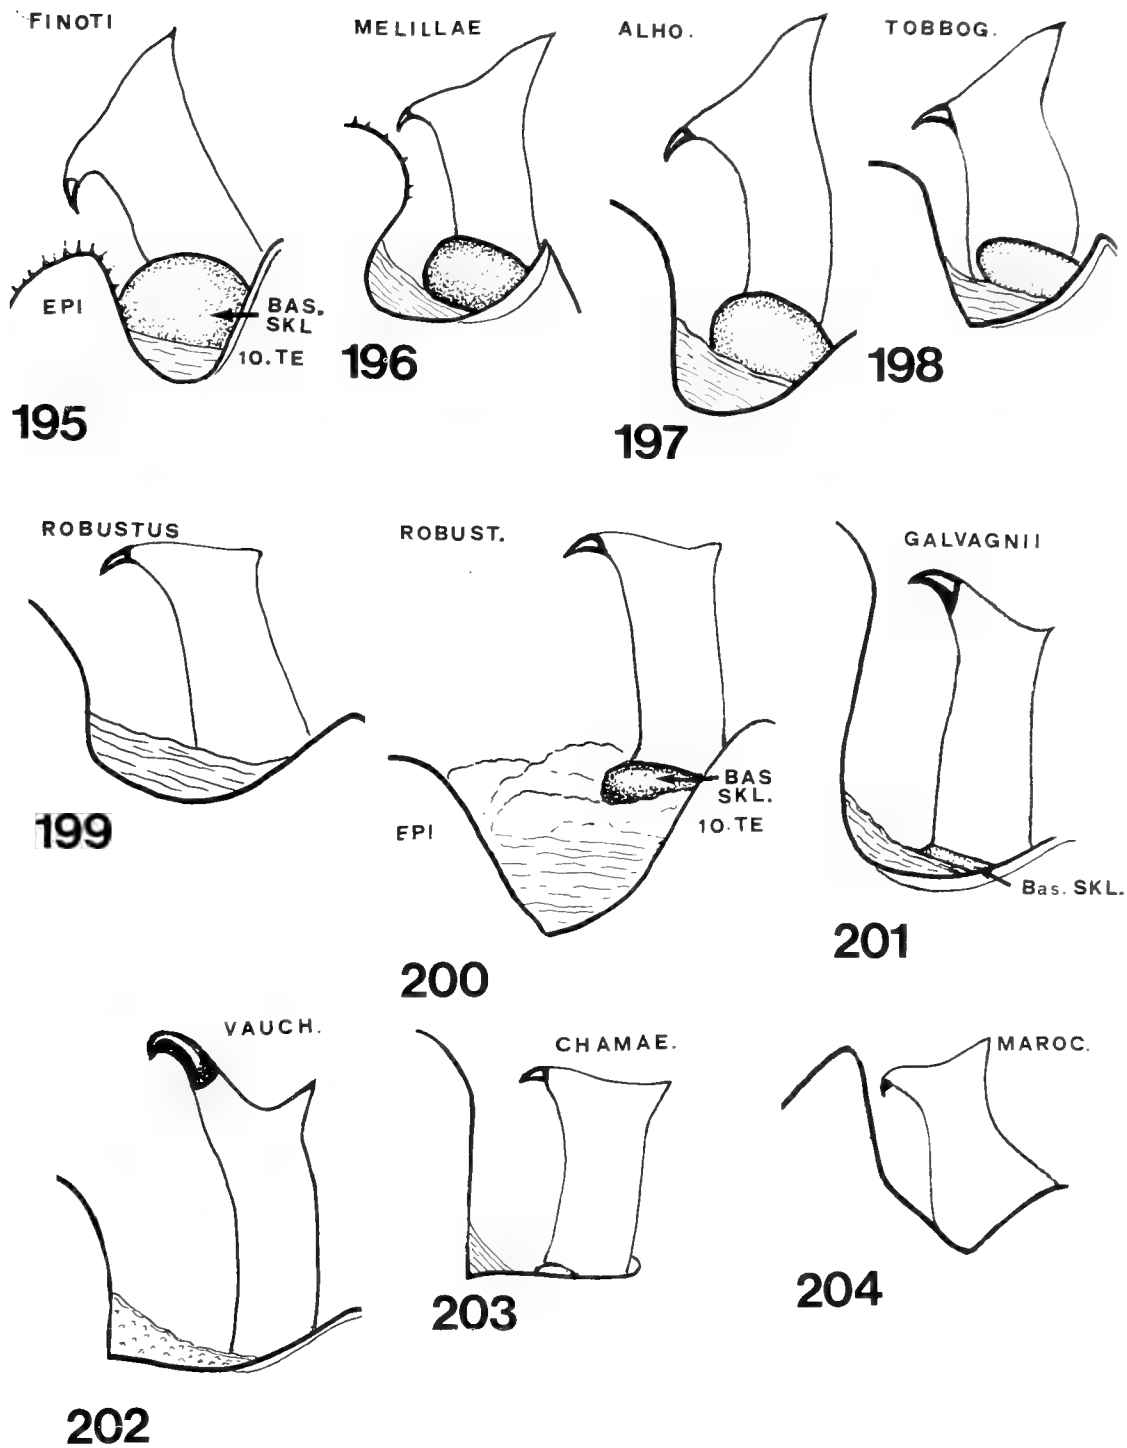 FINOTI
MELILLAE
ALHO.
TOBBOG.
EPI
BAS.
SKL
10.TE
195
196
197
198
ROBUSTUS
ROBUST.
GALVAGNII
BAS
SKL.
EPI
10.TE
Bas. SKL.
199
200
201
VAUCH.
CHAMAE.
MAROC.
202
203
204